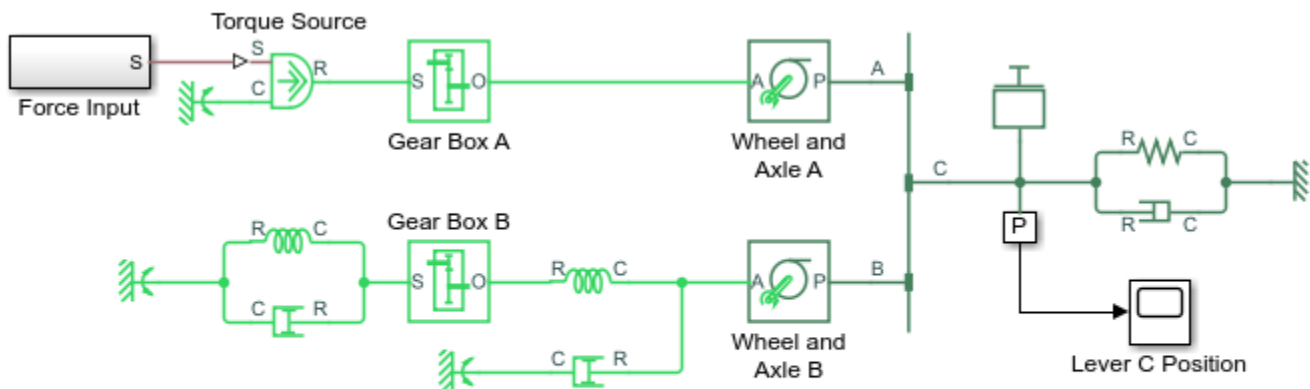 Torque Source
S
S
R
C
Force Input
S
O
Gear Box A
A
P
Wheel and
Axle A
A
C
R
C
R
C
P
Lever C Position
Gear Box B
R
C
C
R
S
O
R
C
C
R
A
P
Wheel and
Axle B
B